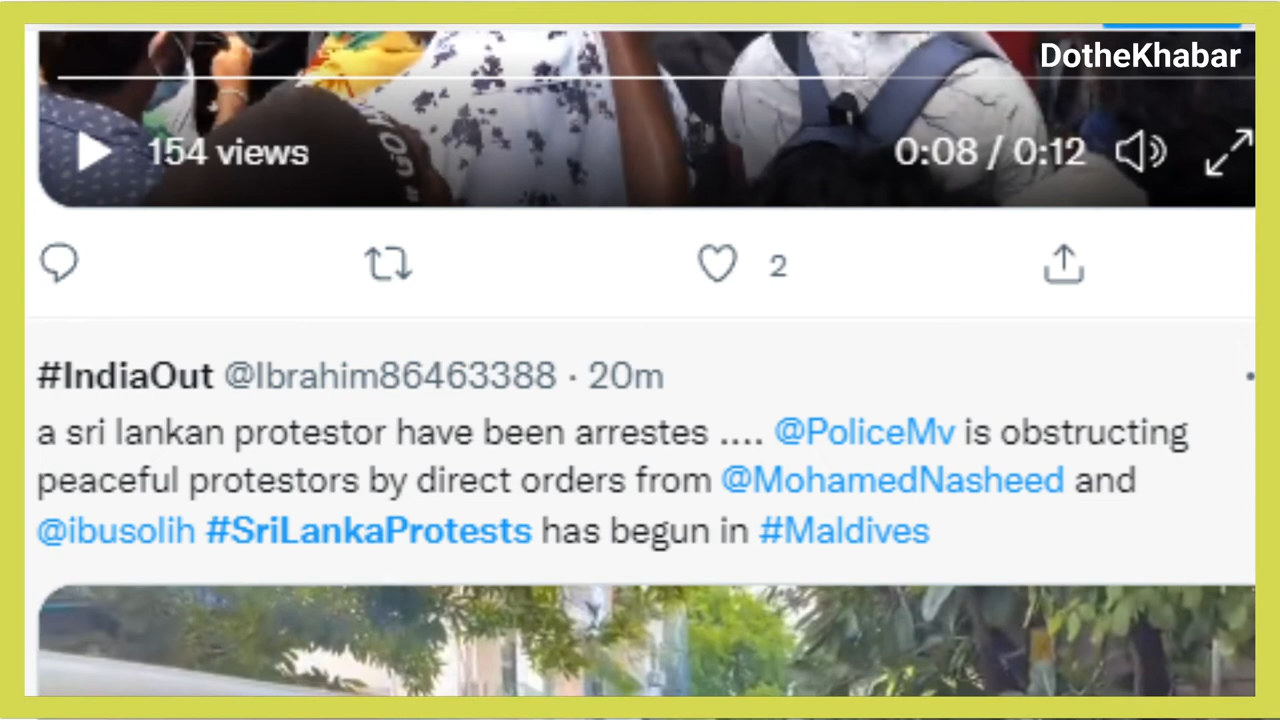 DotheKhabar
154 views
0:08 / 0:12
2
#IndiaOut @Ibrahim86463388 · 20m
a sri lankan protestor have been arrestes .... @PoliceMv is obstructing
peaceful protestors by direct orders from @MohamedNasheed and
@ibusolih #SriLankaProtests has begun in #Maldives